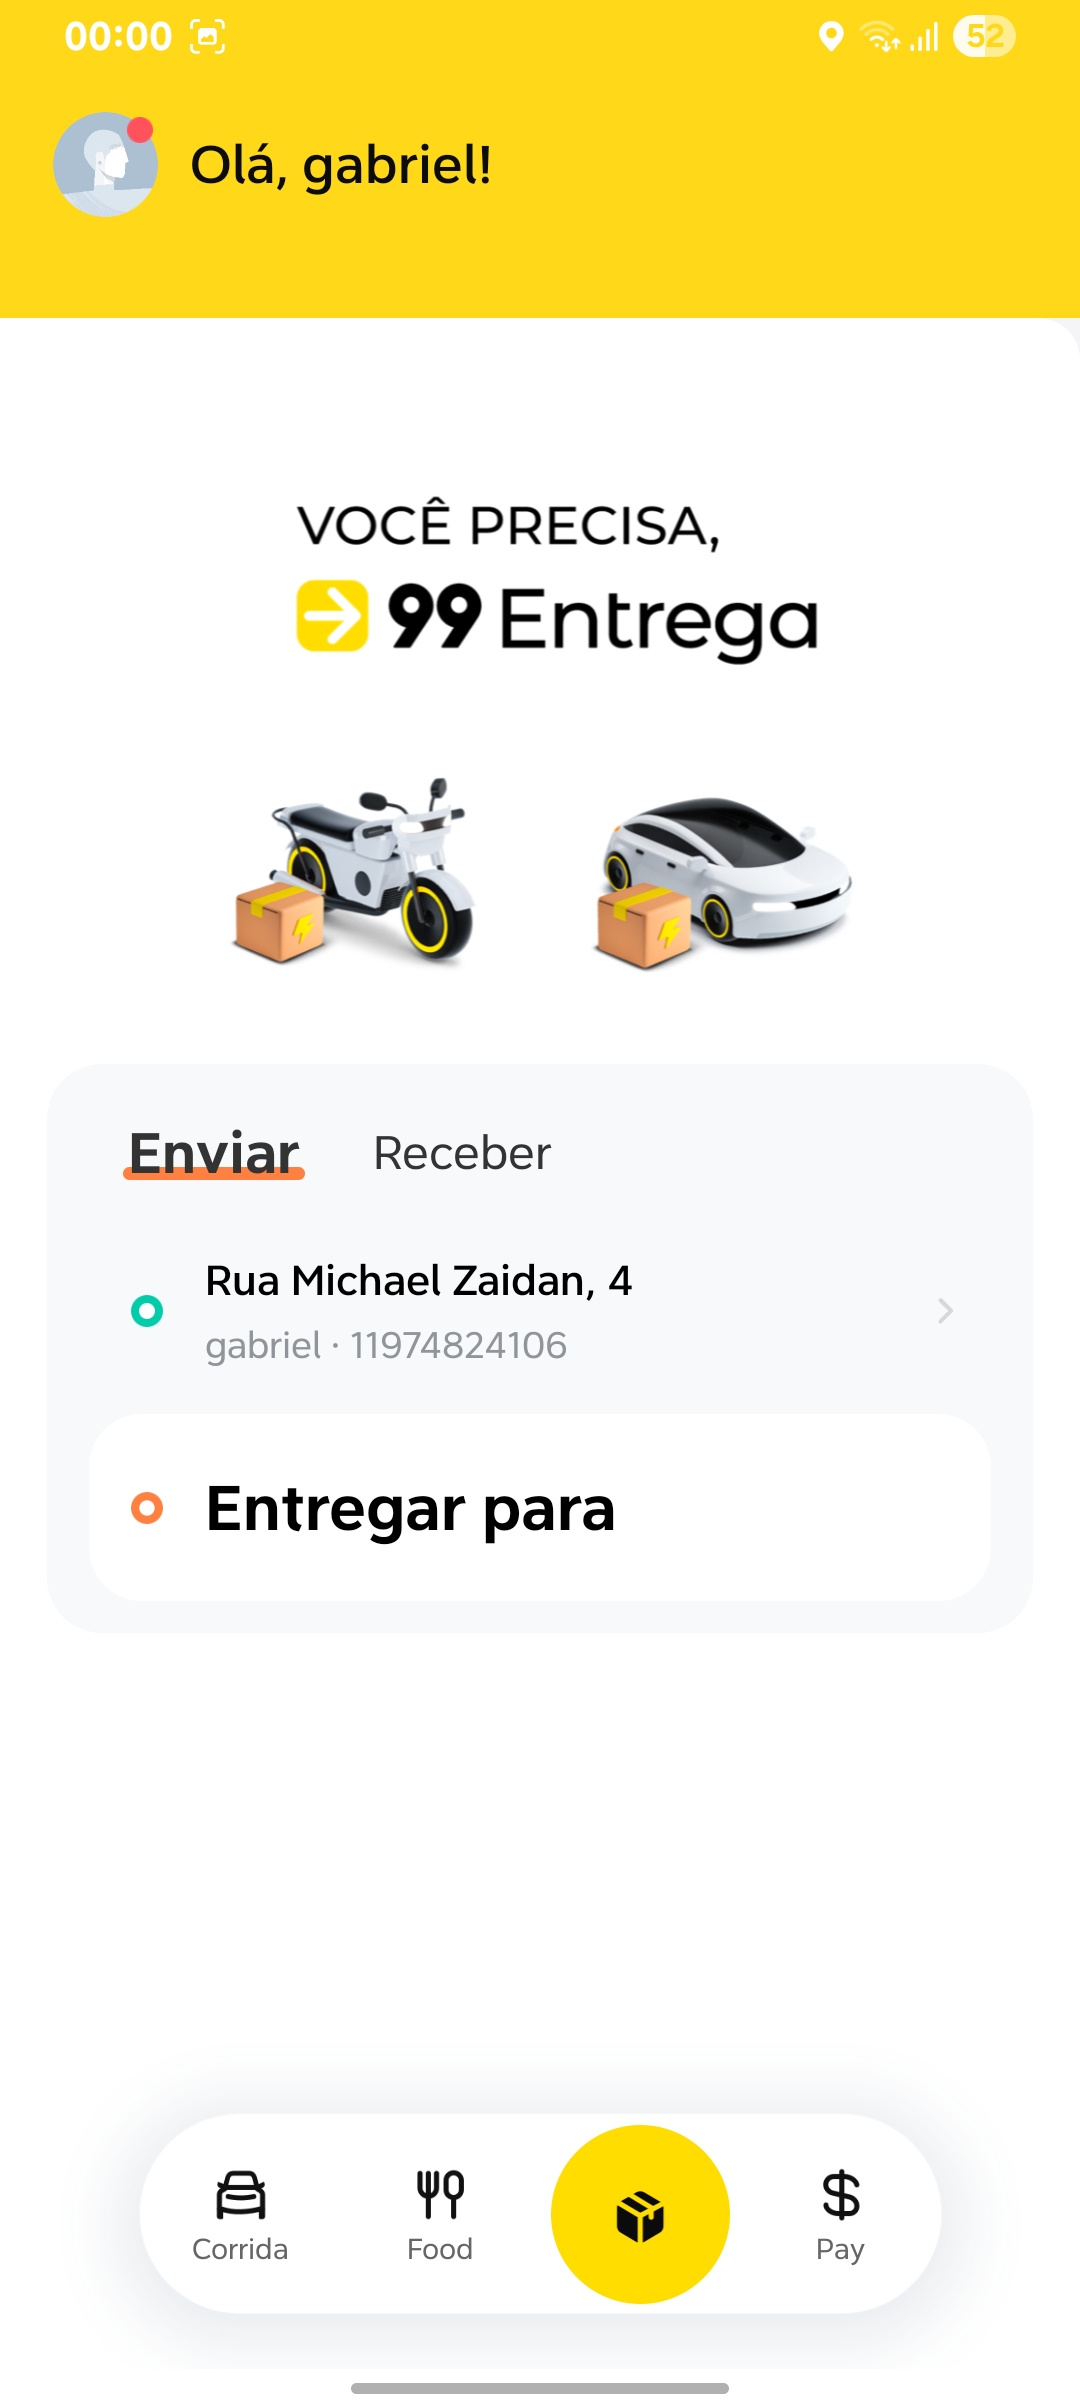 00:00
52
Olá, gabriel!
VOCÊ PRECISA,
99 Entrega
Enviar
Receber
Rua Michael Zaidan, 4
gabriel · 11974824106
Entregar para
Corrida
Food
Pay